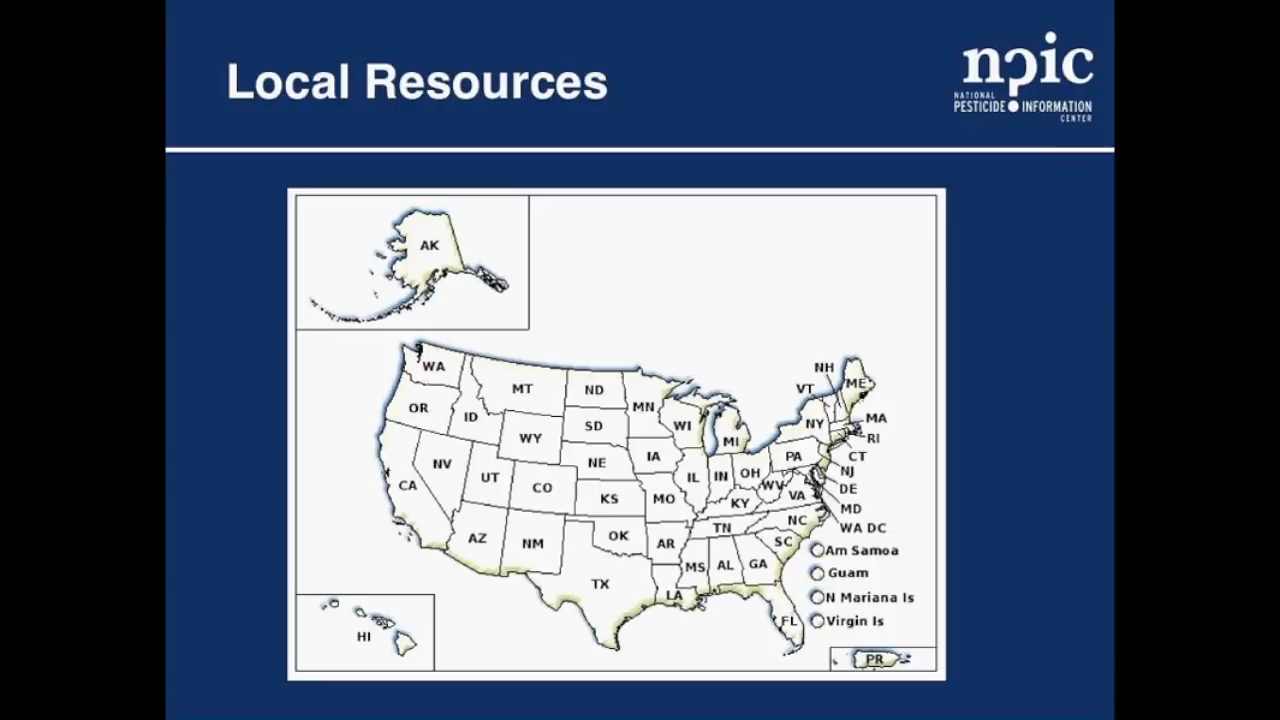 Local Resources
npic
NATIONAL
PESTICIDE INFORMATION
CENTER
AK
WA
MT
ND
MN
OR
ID
WY
SD
WI
MI
NH
VT
ME
NY
MA
RI
CT
NJ
DE
MD
WA DC
CA
NV
UT
CO
NE
IA
IL
IN
OH
PA
WV
VA
KS
MO
KY
AZ
NM
OK
AR
TN
NC
SC
TX
LA
MS
AL
GA
FL
Am Samoa
Guam
N Mariana Is
Virgin Is
HI
PR